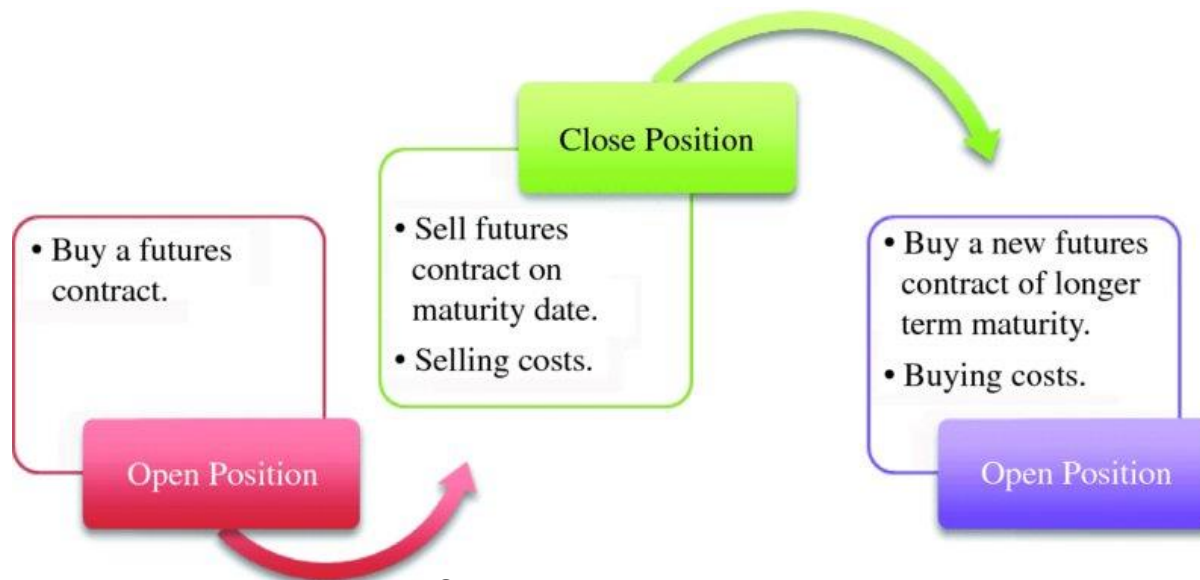 • Buy a futures
contract.
Open Position
Close Position
• Sell futures
contract on
maturity date.
• Selling costs.
• Buy a new futures
contract of longer
term maturity.
• Buying costs.
Open Position